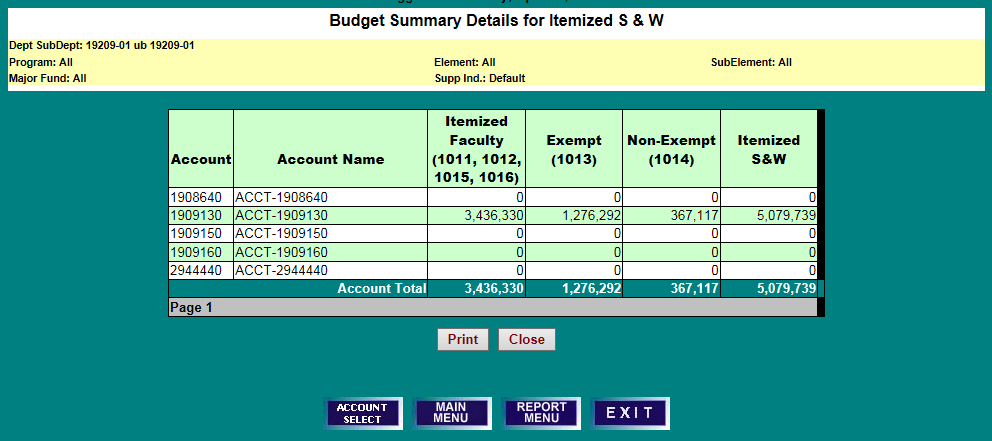 Budget Summary Details for Itemized S & W
Dept SubDept: 19209-01 ub 19209-01
Program: All Element: All SubElement: All
Major Fund: All Supp Ind.: Default
Account Account Name Itemized Faculty (1011, 1012, 1015, 1016) Exempt (1013) Non-Exempt (1014) Itemized S&W
1908640 ACCT-1908640 0 0 0 0
1909130 ACCT-1909130 3,436,330 1,276,292 367,117 5,079,739
1909150 ACCT-1909150 0 0 0 0
1909160 ACCT-1909160 0 0 0 0
2944440 ACCT-2944440 0 0 0 0
Account Total 3,436,330 1,276,292 367,117 5,079,739
Page 1
Print Close
ACCOUNT SELECT MAIN MENU REPORT MENU EXIT